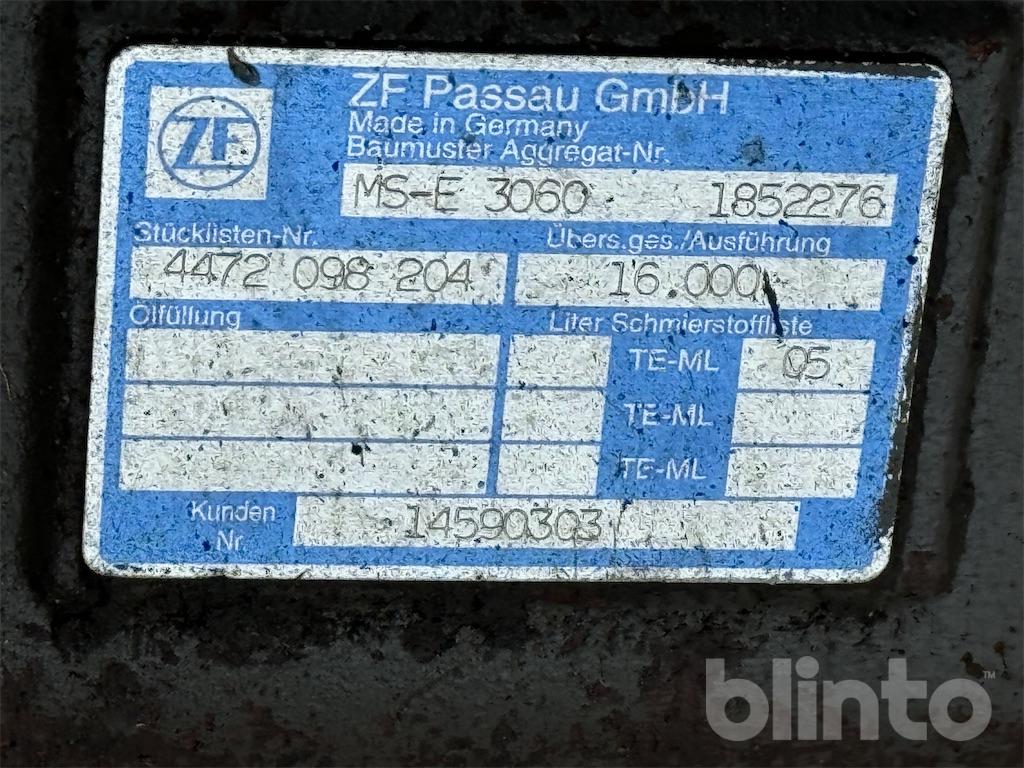 ZF
ZF Passau GmbH
Made in Germany
Baumuster Aggregat-Nr.
MS-E 3060 1852276
Stücklisten-Nr. Übers.ges./Ausführung
4472 098 204 16.000
Ölfüllung Liter Schmierstoffliste
TE-ML 05
TE-ML
TE-ML
Kunden
Nr. 14590303
blinto™